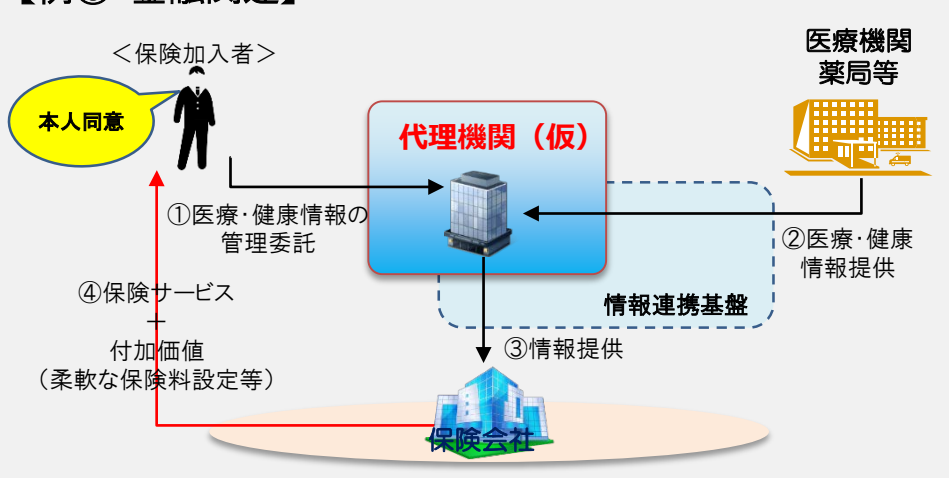 ＜保険加入者＞
本人同意
代理機関（仮）
医療機関
薬局等
①医療・健康情報の
管理委託
②医療・健康
情報提供
情報連携基盤
④保険サービス
＋
付加価値
（柔軟な保険料設定等）
③情報提供
保険会社